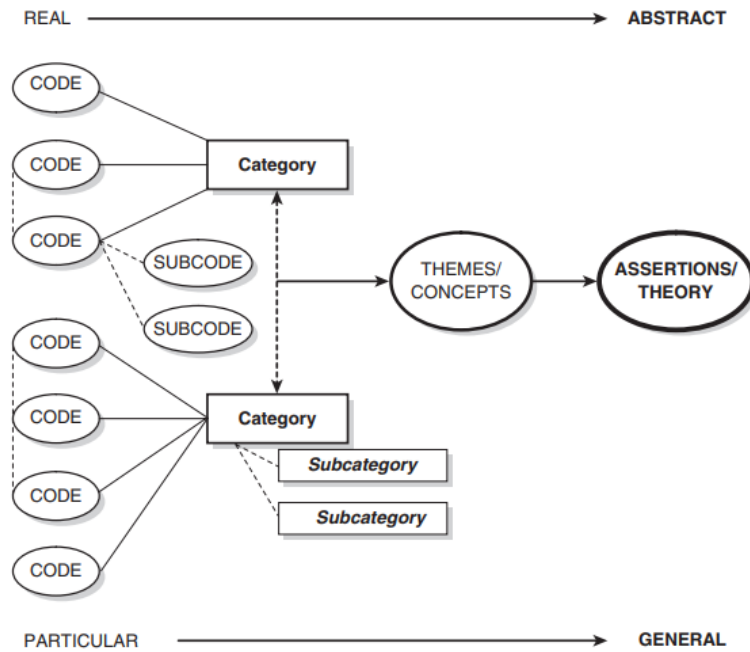 REAL
ABSTRACT
CODE
CODE
CODE
Category
SUBCODE
SUBCODE
THEMES/
CONCEPTS
ASSERTIONS/
THEORY
CODE
CODE
CODE
CODE
Category
Subcategory
Subcategory
PARTICULAR
GENERAL